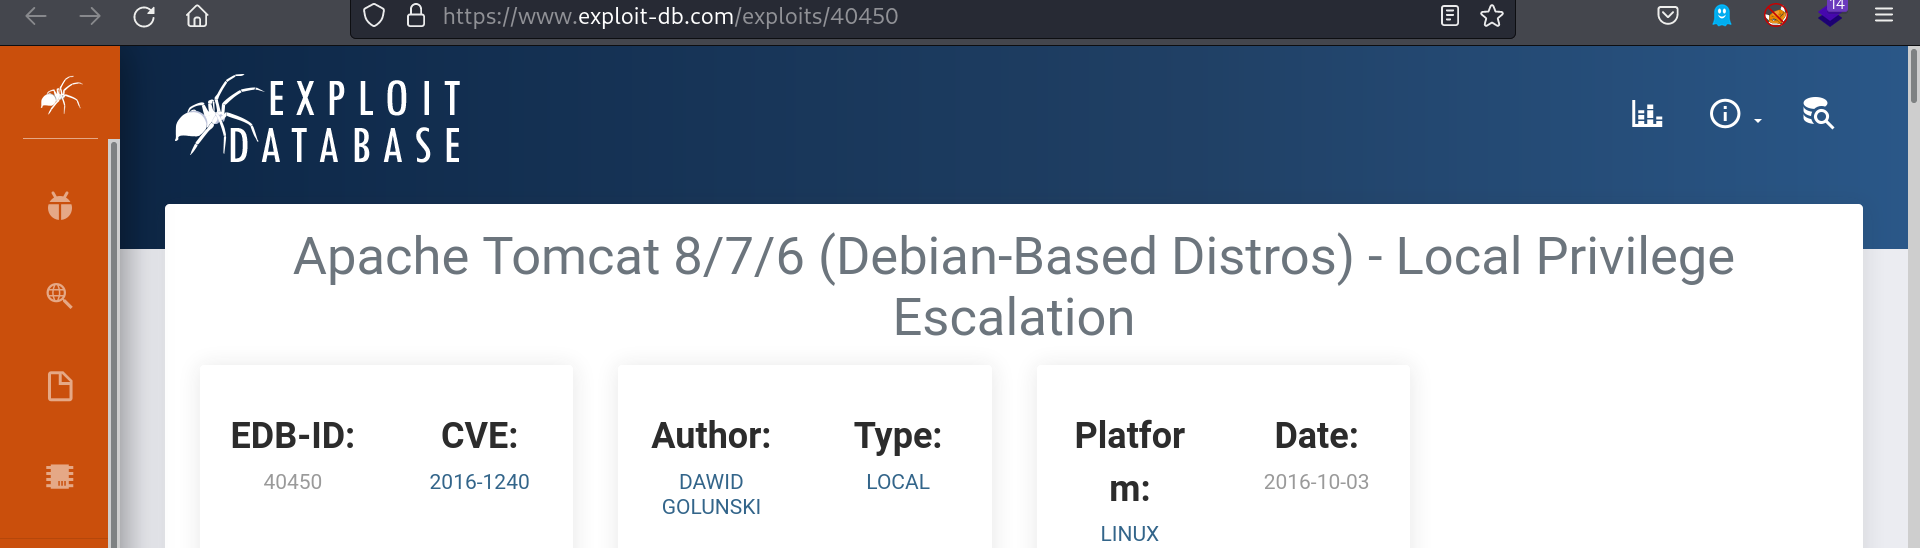 https://www.exploit-db.com/exploits/40450
14
EXPLOIT
DATABASE
Apache Tomcat 8/7/6 (Debian-Based Distros) - Local Privilege
Escalation
EDB-ID:
40450
CVE:
2016-1240
Author:
DAWID
GOLUNSKI
Type:
LOCAL
Platfor
m:
LINUX
Date:
2016-10-03